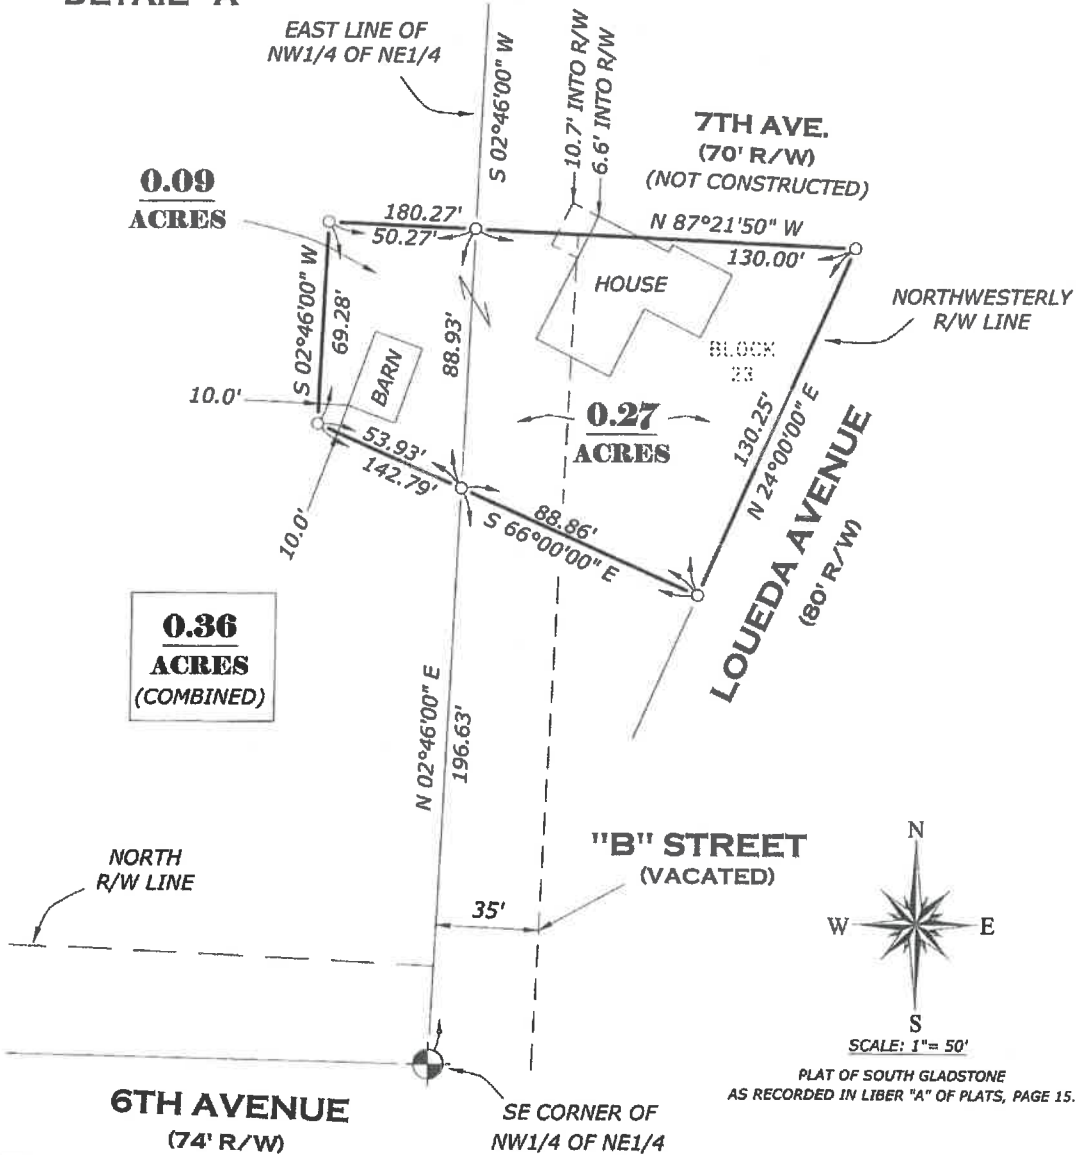 DETAIL "A"
EAST LINE OF
NW1/4 OF NE1/4
S 02°46'00" W
10.7' INTO R/W
6.6' INTO R/W
7TH AVE.
(70' R/W)
(NOT CONSTRUCTED)
0.09
ACRES
180.27'
50.27'
N 87°21'50" W
130.00'
HOUSE
NORTHWESTERLY
R/W LINE
S 02°46'00" W
69.28'
88.93'
BARN
BLOCK
23
10.0'
0.27
ACRES
130.25'
N 24°00'00" E
53.93'
142.79'
88.86'
S 66°00'00" E
10.0'
LOUEDA AVENUE
(80' R/W)
0.36
ACRES
(COMBINED)
N 02°46'00" E
196.63'
"B" STREET
(VACATED)
NORTH
R/W LINE
35'
N
W
E
S
SCALE: 1"= 50'
PLAT OF SOUTH GLADSTONE
AS RECORDED IN LIBER "A" OF PLATS, PAGE 15.
6TH AVENUE
(74' R/W)
SE CORNER OF
NW1/4 OF NE1/4